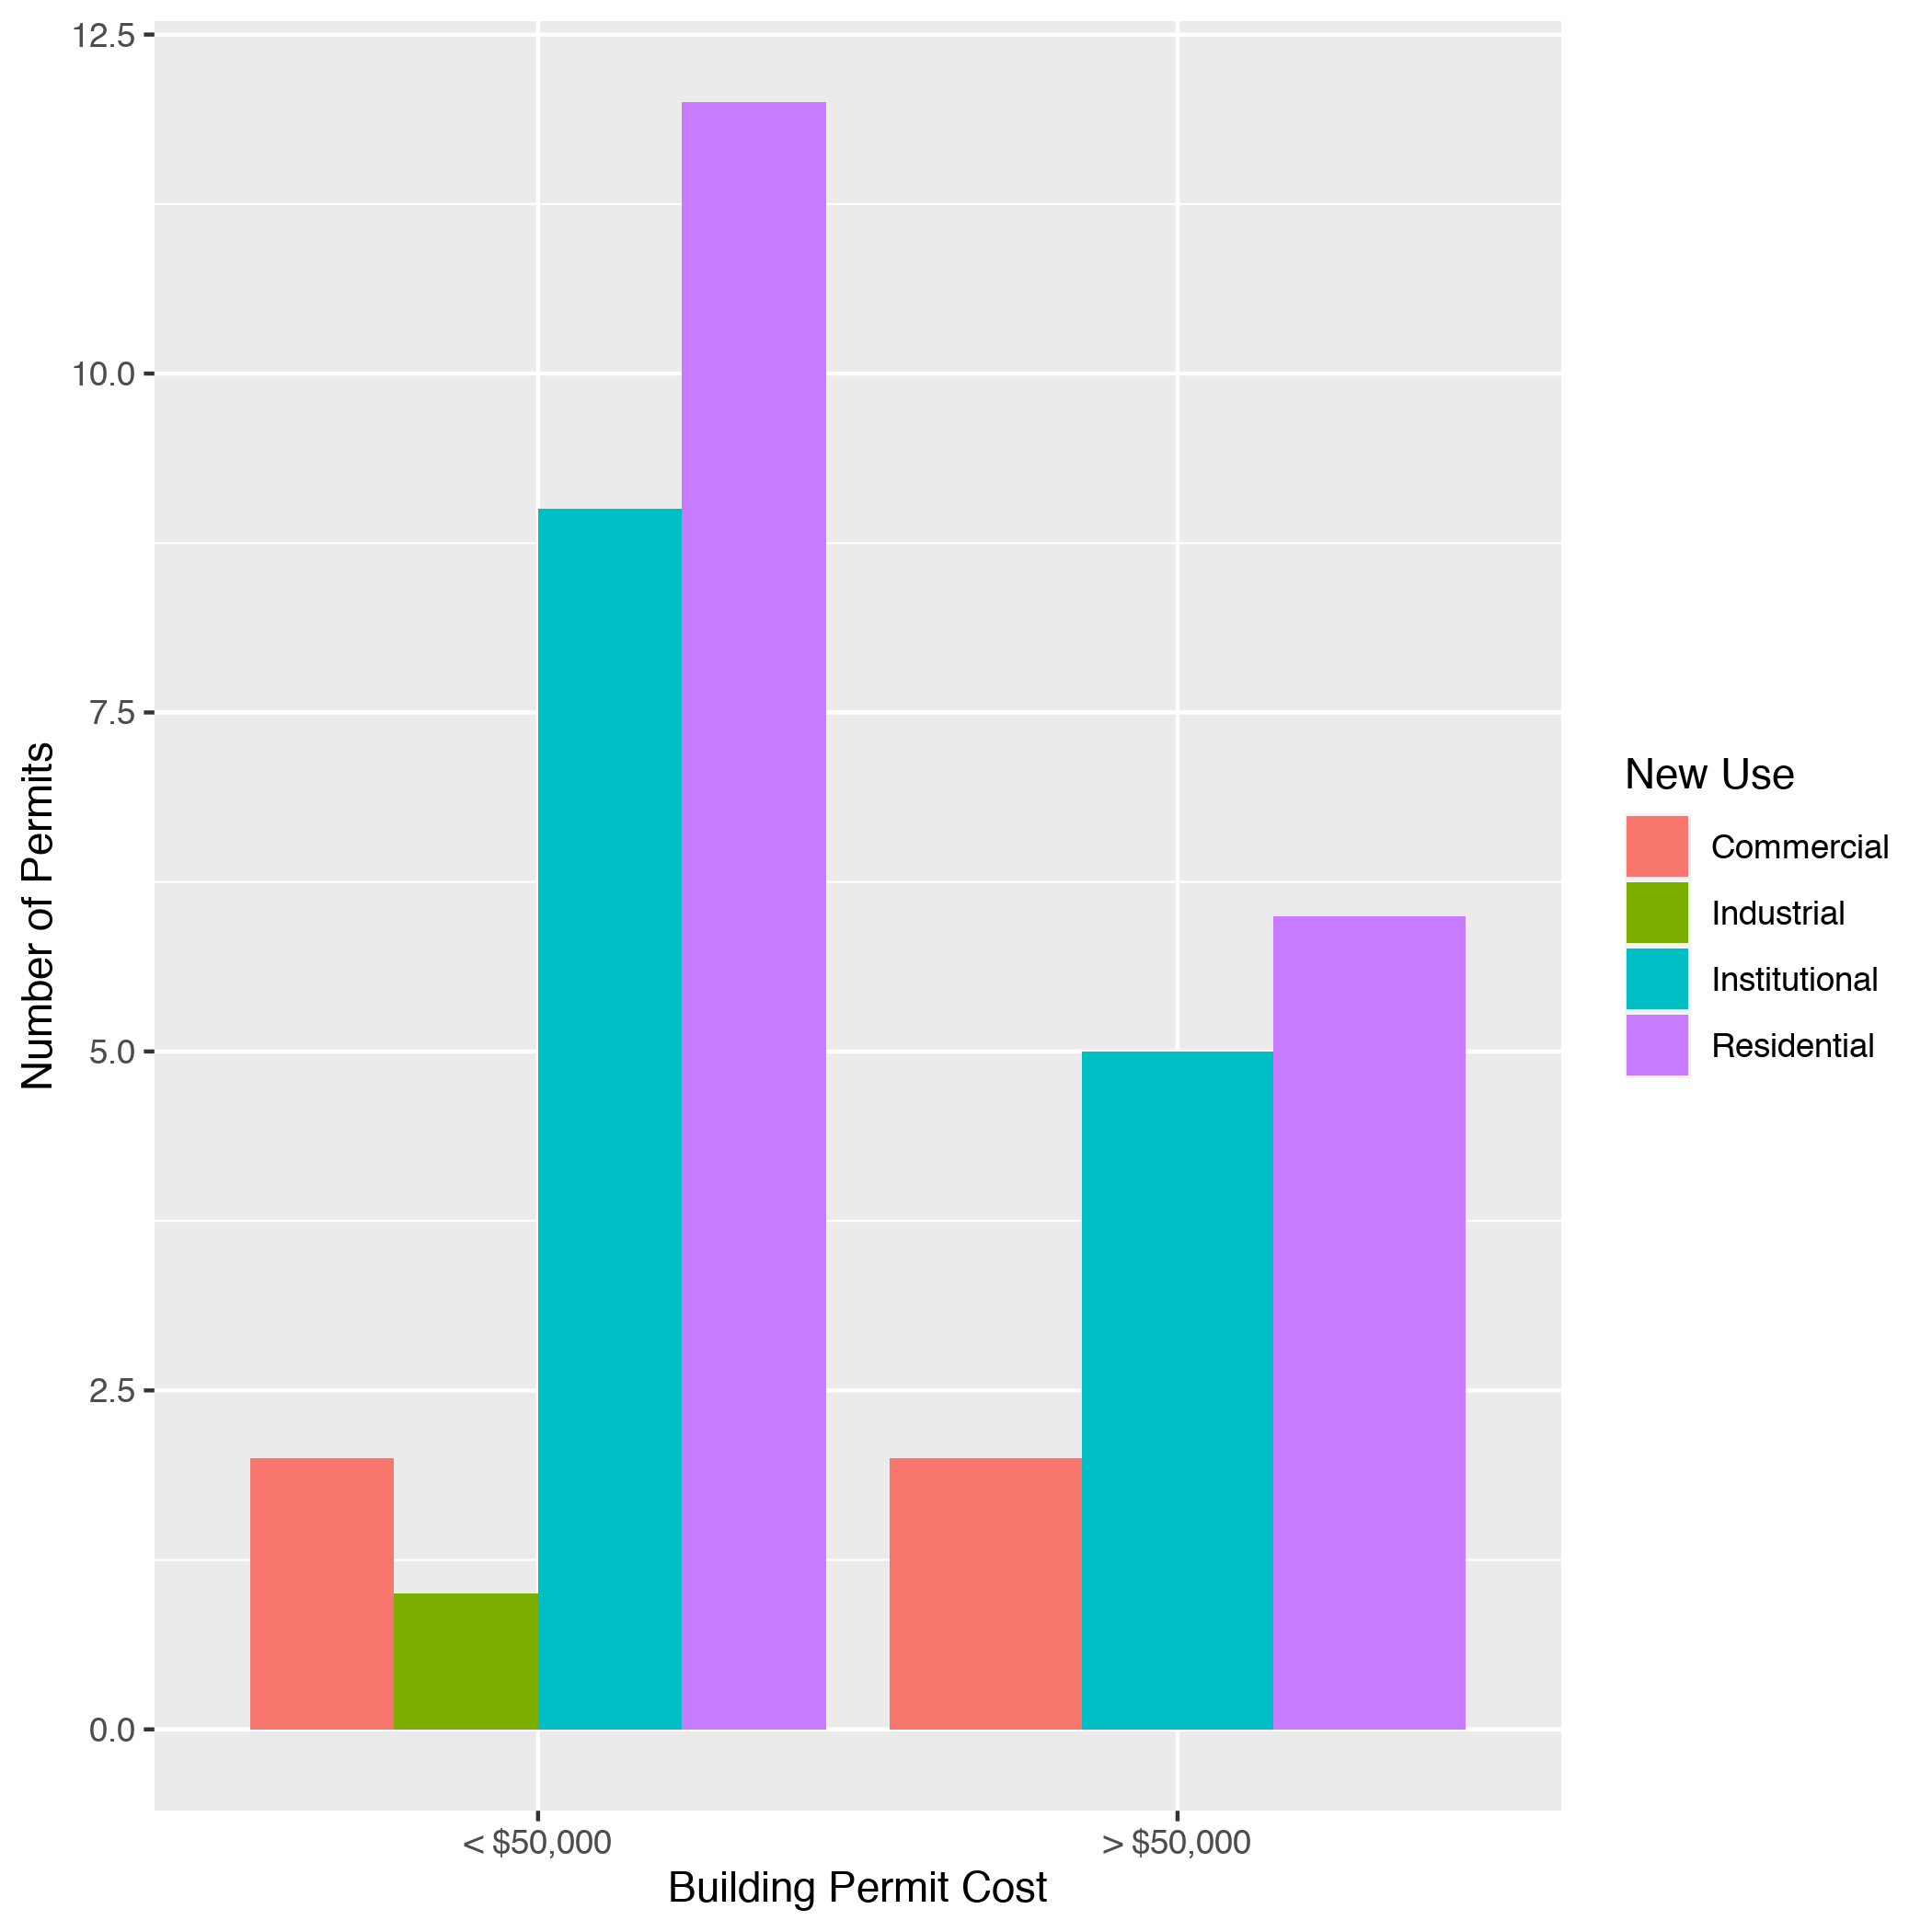 12.5
10.0
7.5
5.0
2.5
0.0
Number of Permits
< $50,000
> $50,000
Building Permit Cost
New Use
Commercial
Industrial
Institutional
Residential